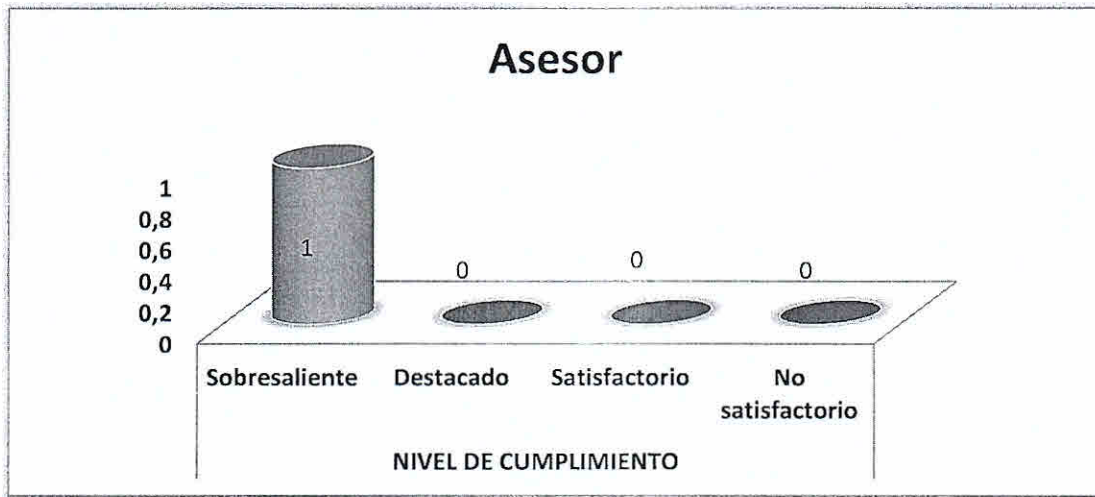 Asesor
1
0,8
0,6
0,4
0,2
0
1
0
0
0
Sobresaliente
Destacado
Satisfactorio
No
satisfactorio
NIVEL DE CUMPLIMIENTO